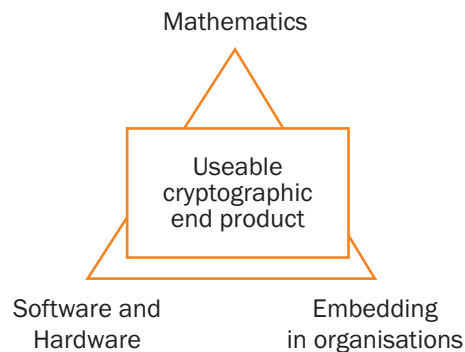 Mathematics
Useable
cryptographic
end product
Software and
Hardware
Embedding
in organisations